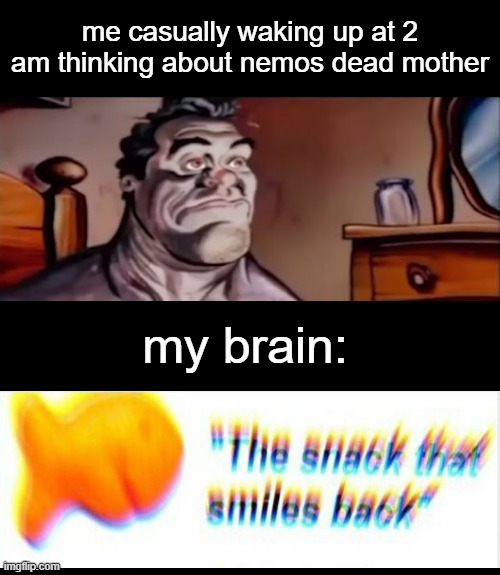 me casually waking up at 2
am thinking about nemos dead mother
my brain:
"The snack that
smiles back"
imgflip.com